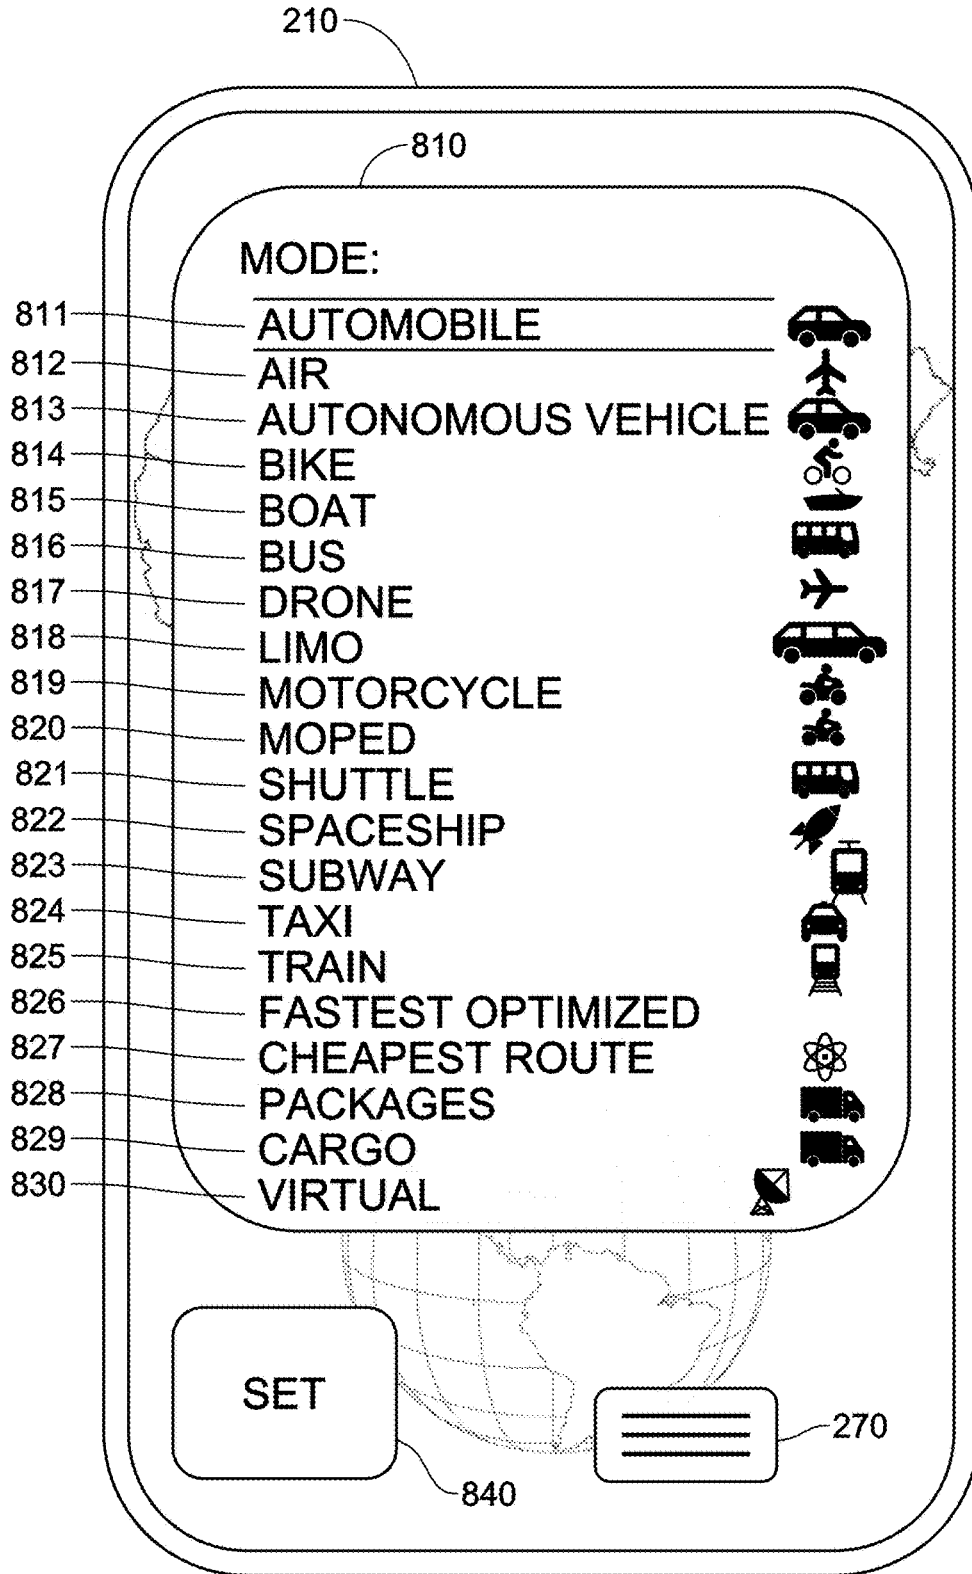 210
810
MODE:
811 AUTOMOBILE
812 AIR
813 AUTONOMOUS VEHICLE
814 BIKE
815 BOAT
816 BUS
817 DRONE
818 LIMO
819 MOTORCYCLE
820 MOPED
821 SHUTTLE
822 SPACESHIP
823 SUBWAY
824 TAXI
825 TRAIN
826 FASTEST OPTIMIZED
827 CHEAPEST ROUTE
828 PACKAGES
829 CARGO
830 VIRTUAL
SET
270
840